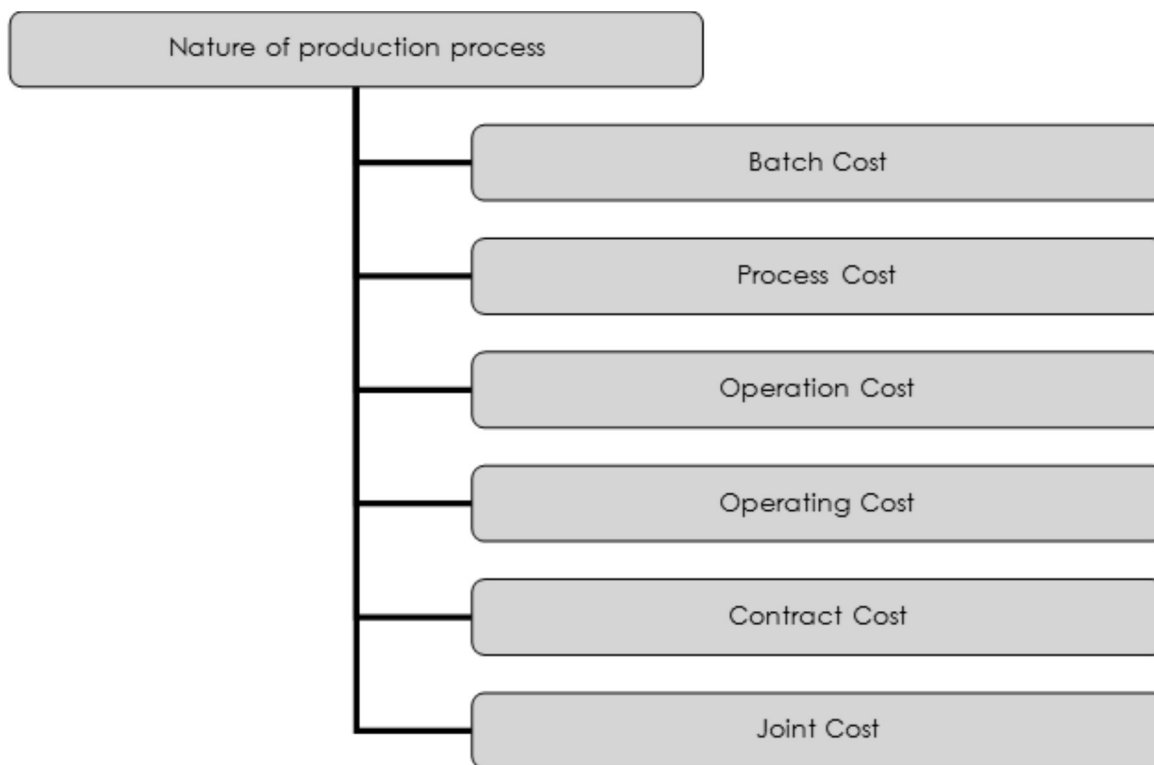 Nature of production process
Batch Cost
Process Cost
Operation Cost
Operating Cost
Contract Cost
Joint Cost